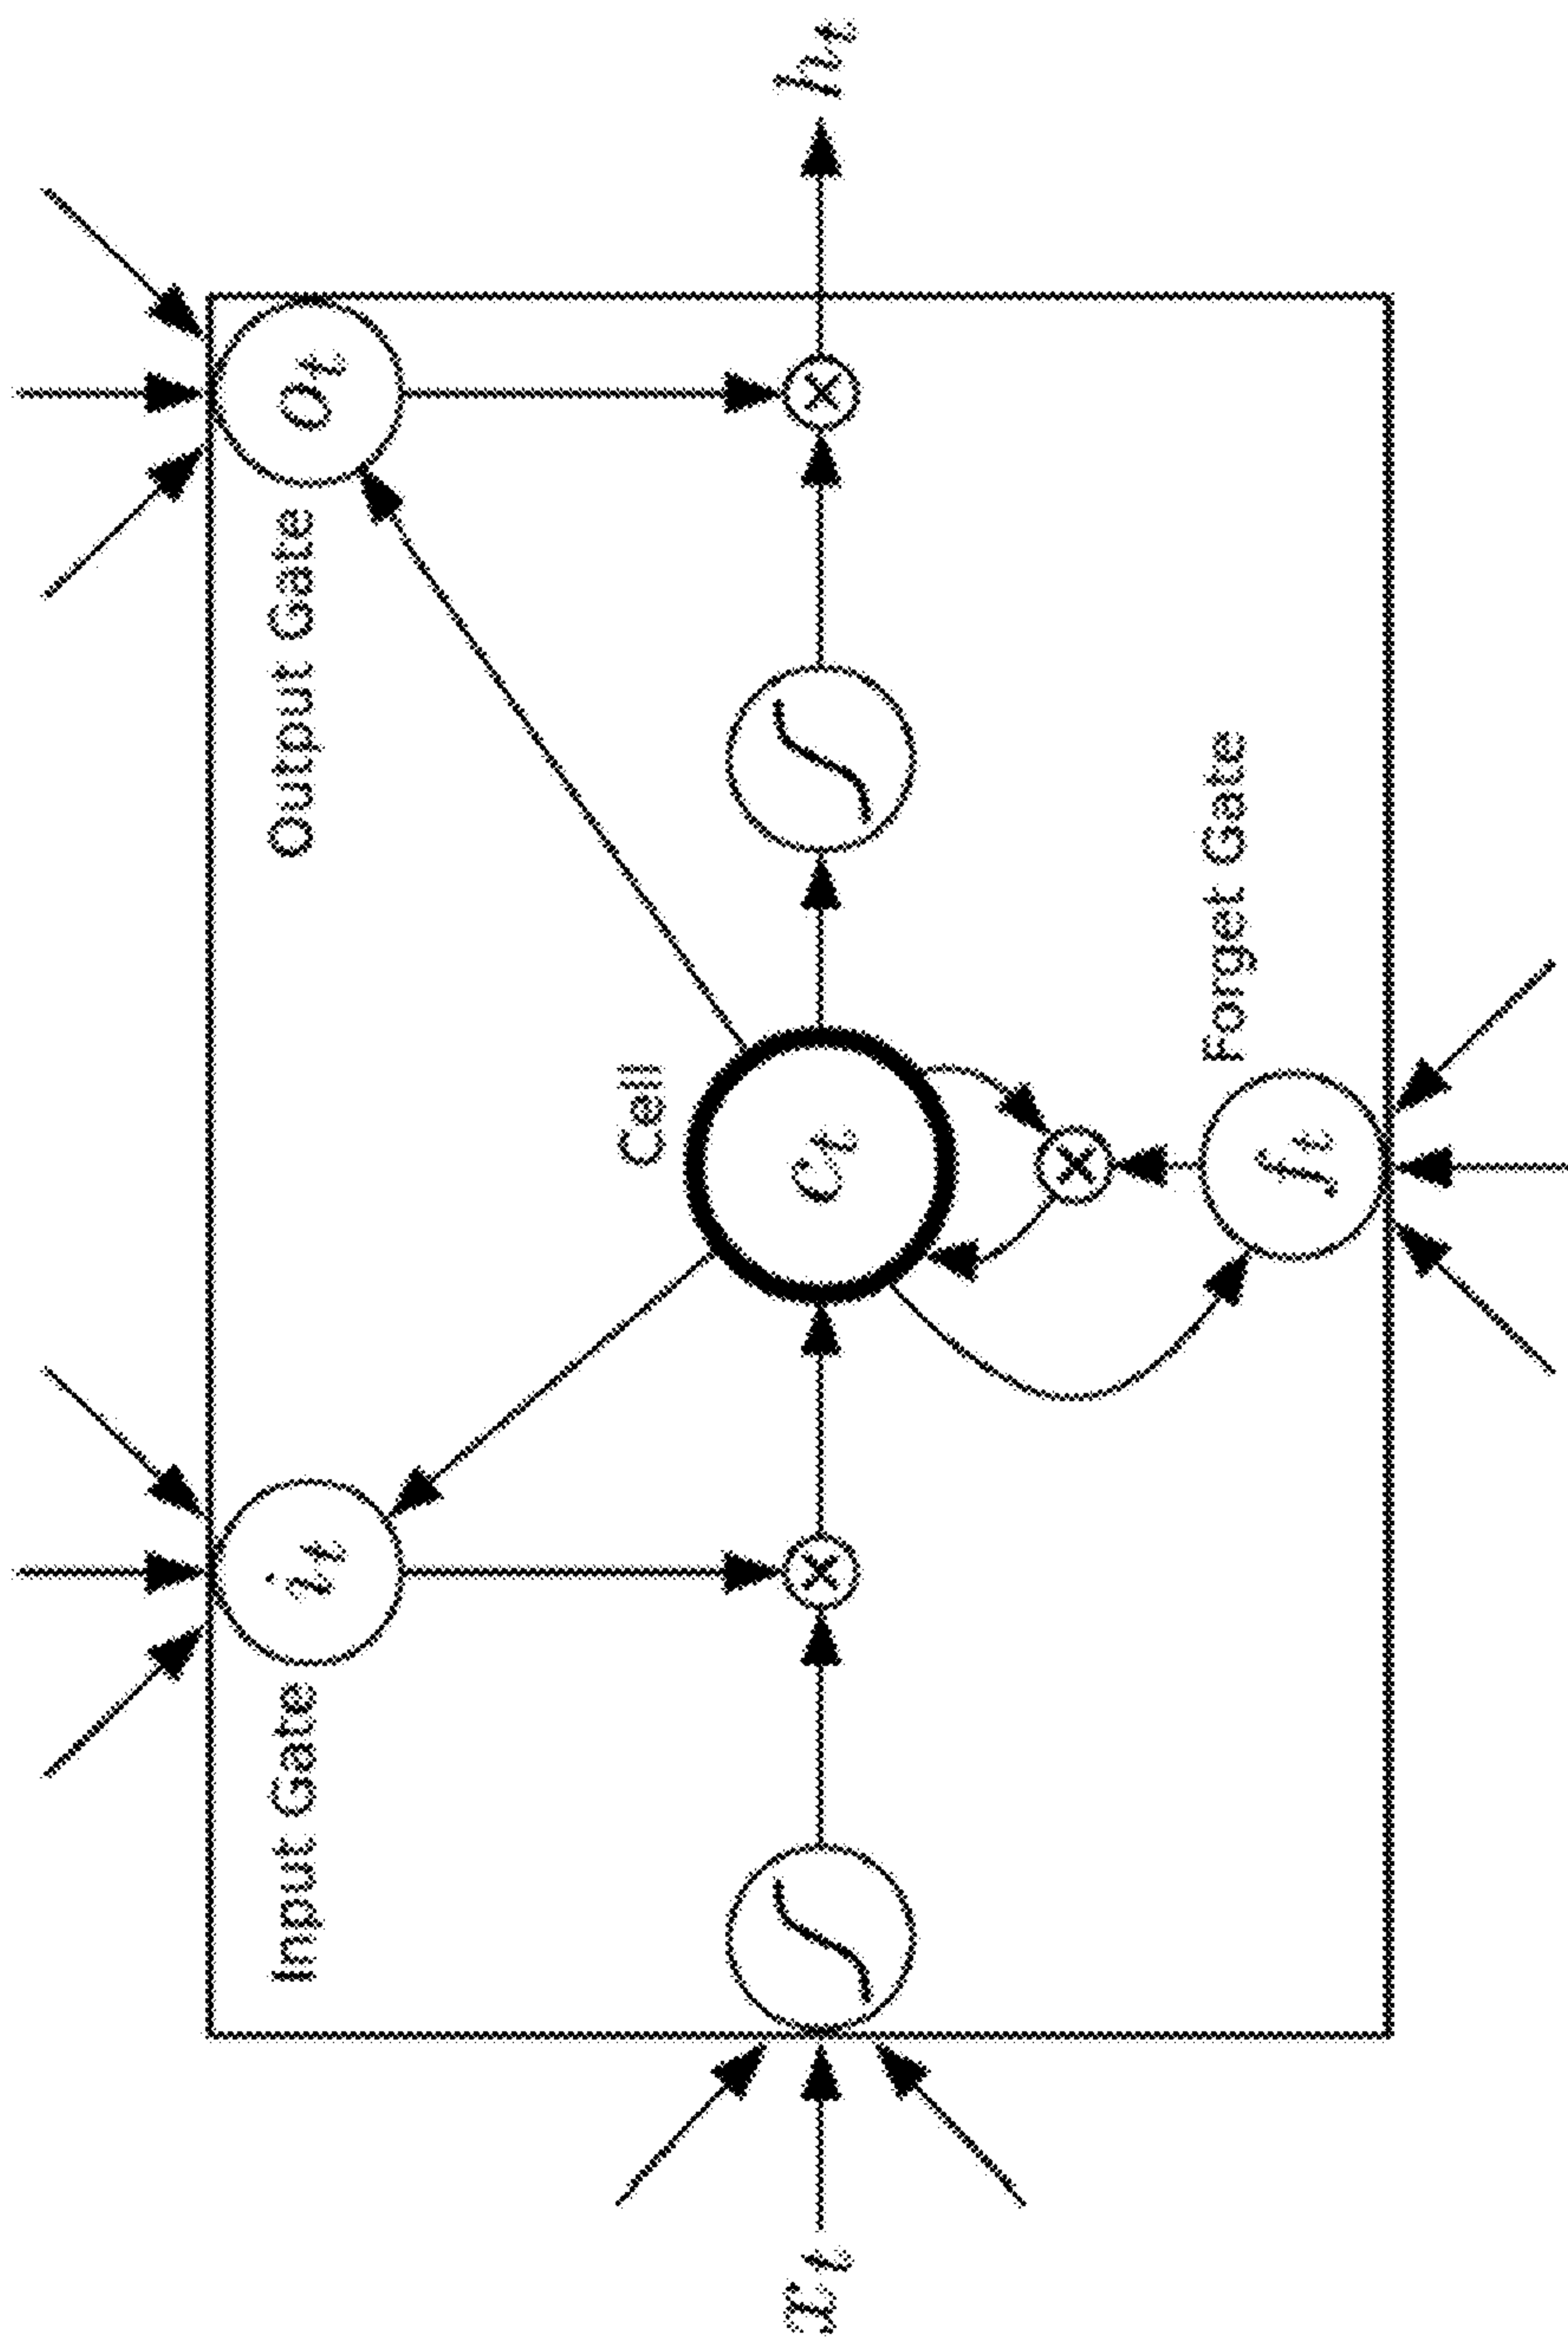 Input Gate
i_t
Output Gate
o_t
Cell
x_t
c_t
h_t
f_t
Forget Gate